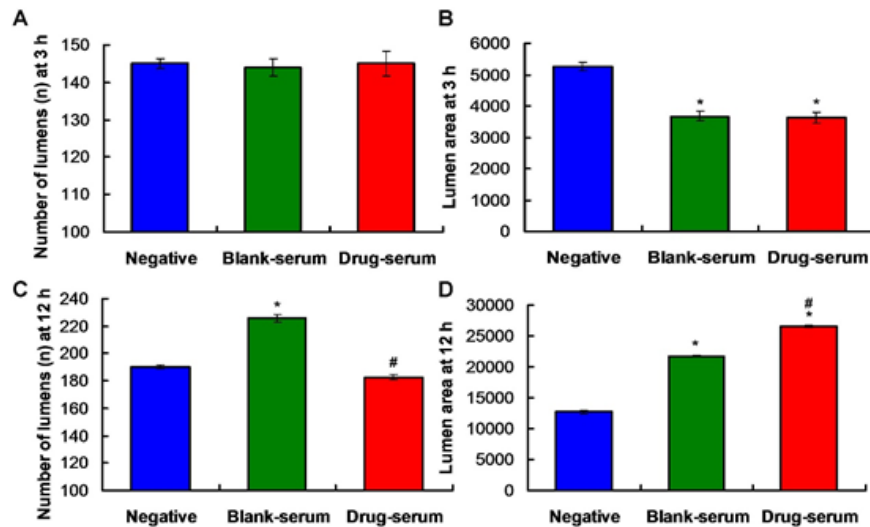 A
Number of lumens (n) at 3 h
150
140
130
120
110
100
Negative Blank-serum Drug-serum
B
Lumen area at 3 h
6000
5000
4000
3000
2000
1000
0
* *
Negative Blank-serum Drug-serum
C
Number of lumens (n) at 12 h
240
220
200
180
160
140
120
100
*
#
Negative Blank-serum Drug-serum
D
Lumen area at 12 h
30000
25000
20000
15000
10000
5000
0
#
* *
Negative Blank-serum Drug-serum